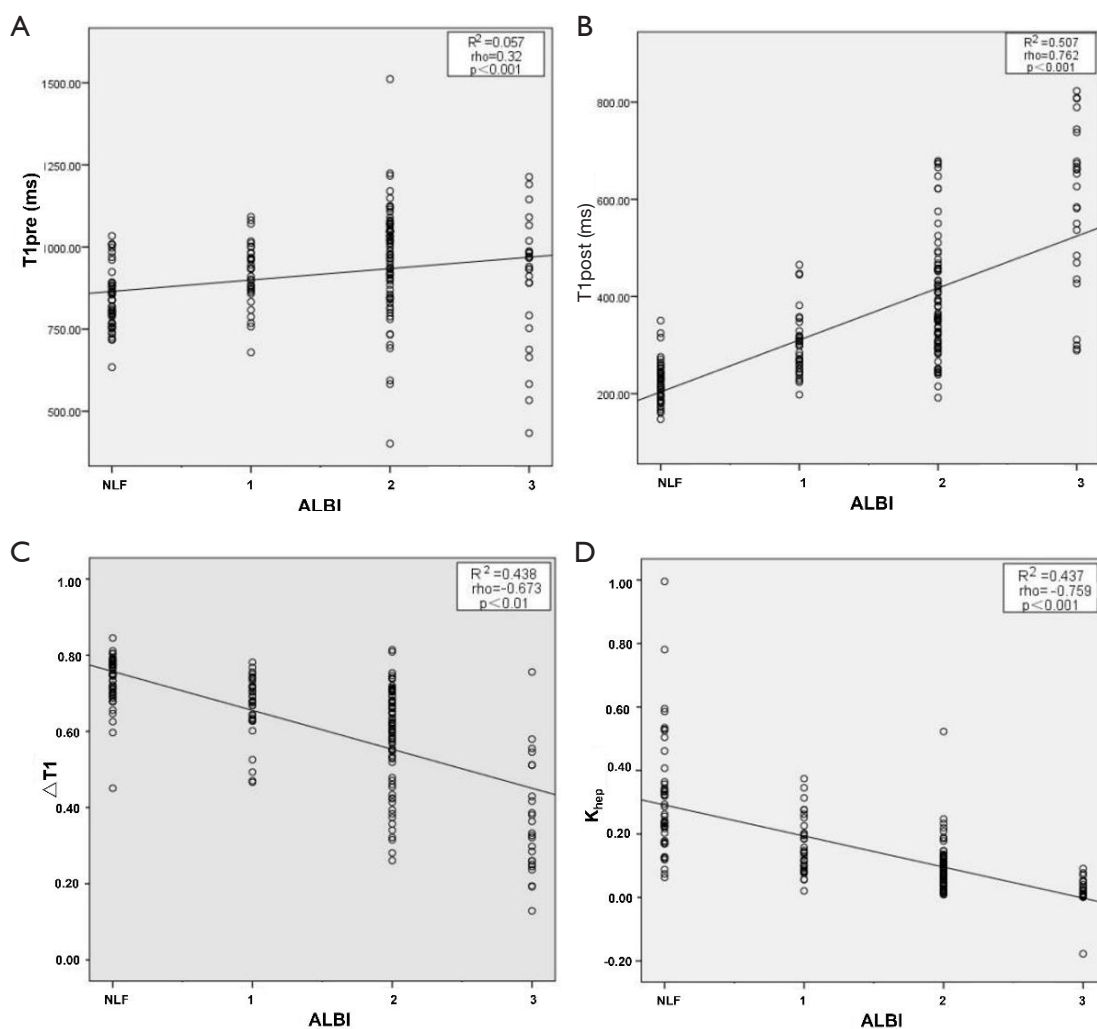 A
R²=0.057
rho=0.32
p<0.001
T1pre (ms)
1500.00
1250.00
1000.00
750.00
500.00
NLF 1 2 3
ALBI
B
R²=0.507
rho=0.762
p<0.001
T1post (ms)
800.00
600.00
400.00
200.00
NLF 1 2 3
ALBI
C
R²=0.438
rho=-0.673
p<0.01
△T1
1.00
0.80
0.60
0.40
0.20
0.00
NLF 1 2 3
ALBI
D
R²=0.437
rho=-0.759
p<0.001
Khep
1.00
0.80
0.60
0.40
0.20
0.00
-0.20
NLF 1 2 3
ALBI